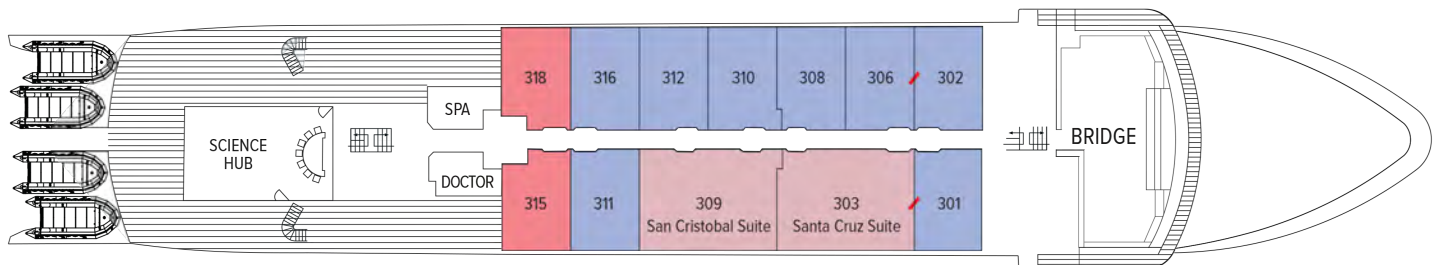 318
316
312
310
308
306
302
SPA
SCIENCE
HUB
BRIDGE
DOCTOR
315
311
309
San Cristobal Suite
303
Santa Cruz Suite
301